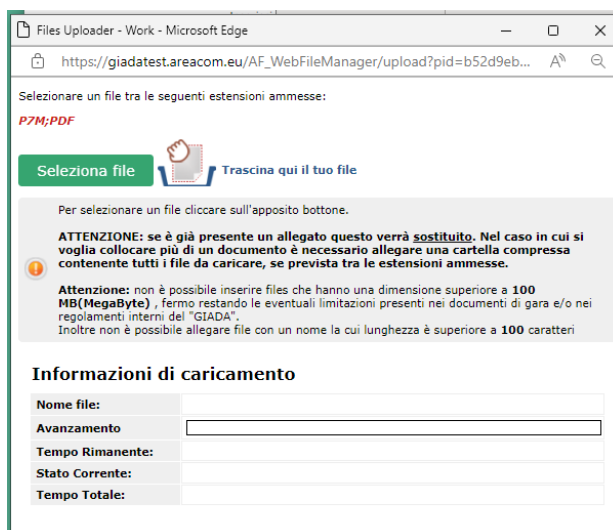 Files Uploader - Work - Microsoft Edge
https://giadatest.areacom.eu/AF_WebFileManager/upload?pid=b52d9eb...
Selezionare un file tra le seguenti estensioni ammesse:
P7M;PDF
Seleziona file
Trascina qui il tuo file
Per selezionare un file cliccare sull'apposito bottone.
ATTENZIONE: se è già presente un allegato questo verrà sostituito. Nel caso in cui si
voglia collocare più di un documento è necessario allegare una cartella compressa
contenente tutti i file da caricare, se prevista tra le estensioni ammesse.
Attenzione: non è possibile inserire files che hanno una dimensione superiore a 100
MB(MegaByte) , fermo restando le eventuali limitazioni presenti nei documenti di gara e/o nei
regolamenti interni del "GIADA".
Inoltre non è possibile allegare file con un nome la cui lunghezza è superiore a 100 caratteri
Informazioni di caricamento
Nome file:
Avanzamento
Tempo Rimanente:
Stato Corrente:
Tempo Totale: